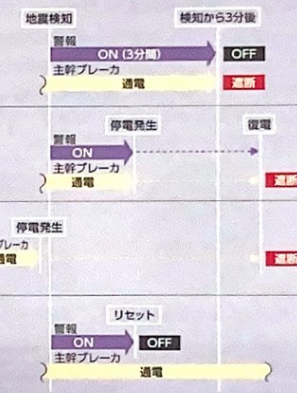 地震検知 検知から3分後
警報
ON (3分間) OFF
主幹ブレーカ
通電 遮断
停電発生 復電
警報
ON
主幹ブレーカ
通電 遮断
停電発生
ブレーカ
通電 遮断
リセット
警報
ON OFF
主幹ブレーカ
通電